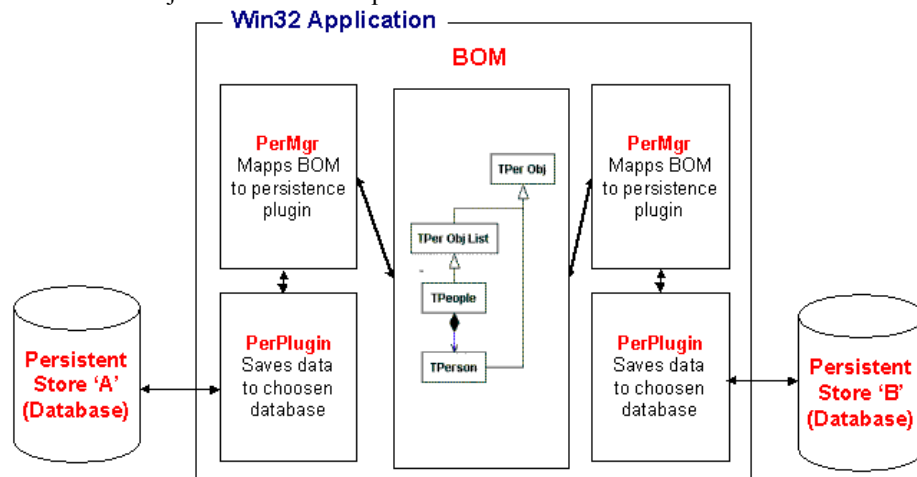 Win32 Application
BOM
PerMgr
Mapps BOM
to persistence
plugin
TPer Obj
TPer Obj List
TPeople
TPerson
PerMgr
Mapps BOM
to persistence
plugin
PerPlugin
Saves data
to choosen
database
PerPlugin
Saves data
to choosen
database
Persistent
Store ‘A’
(Database)
Persistent
Store ‘B’
(Database)